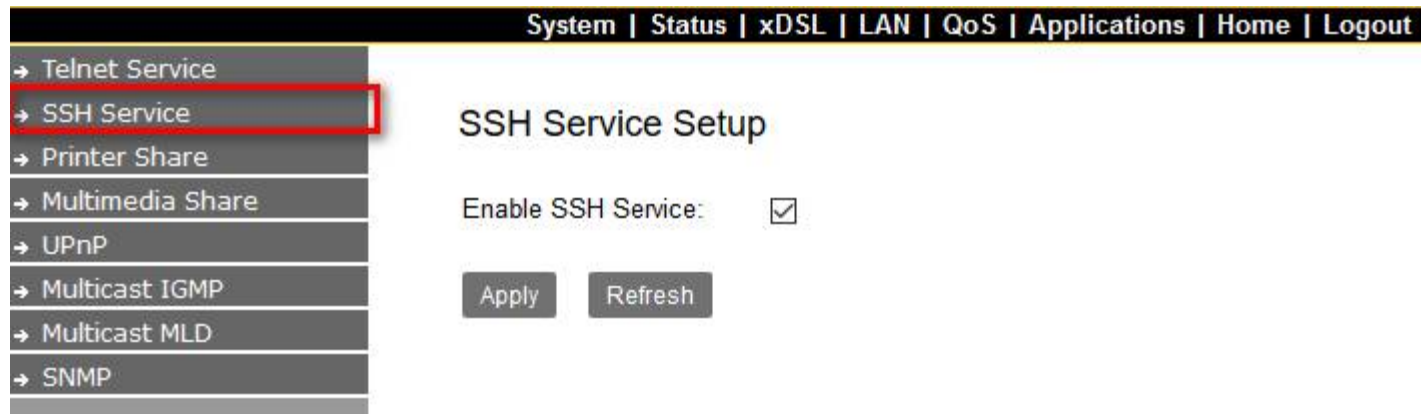 System | Status | xDSL | LAN | QoS | Applications | Home | Logout
Telnet Service
SSH Service
Printer Share
Multimedia Share
UPnP
Multicast IGMP
Multicast MLD
SNMP
SSH Service Setup
Enable SSH Service:
Apply Refresh